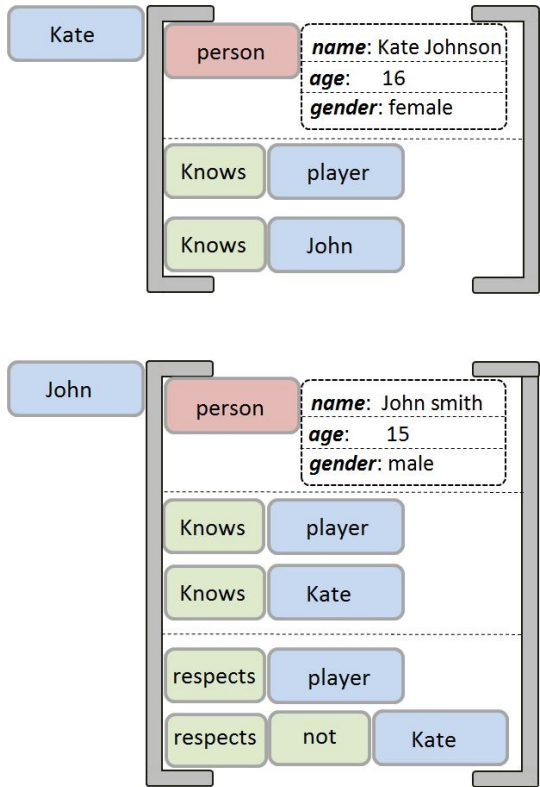 Kate
person
name: Kate Johnson
age: 16
gender: female
Knows player
Knows John
John
person
name: John smith
age: 15
gender: male
Knows player
Knows Kate
respects player
respects not Kate